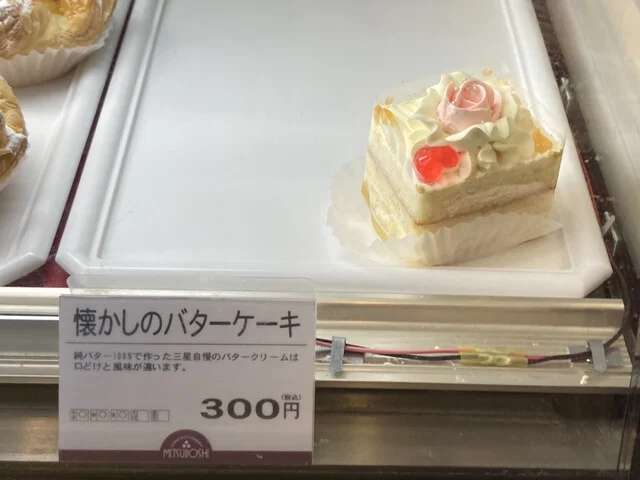 懐かしのバターケーキ
純バター100%で作った三星自慢のバタークリームは
口どけと風味が違います。
300円
(税込)
MITSUBOSHI